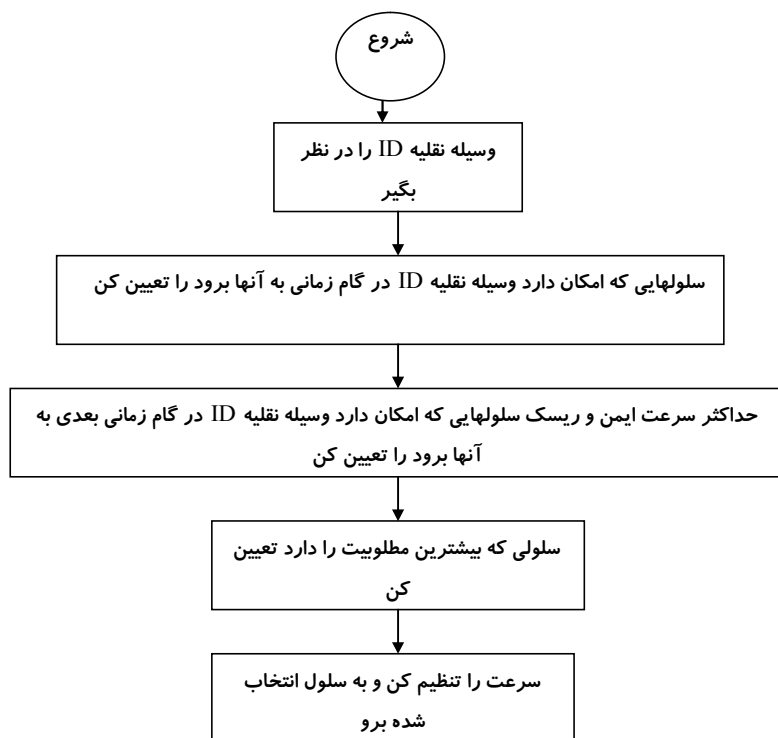 شروع
وسیله نقلیه ID را در نظر
بگیر
سلولهایی که امکان دارد وسیله نقلیه ID در گام زمانی به آنها برود را تعیین کن
حداکثر سرعت ایمن و ریسک سلولهایی که امکان دارد وسیله نقلیه ID در گام زمانی بعدی به
آنها برود را تعیین کن
سلولی که بیشترین مطلوبیت را دارد تعیین
کن
سرعت را تنظیم کن و به سلول انتخاب
شده برو